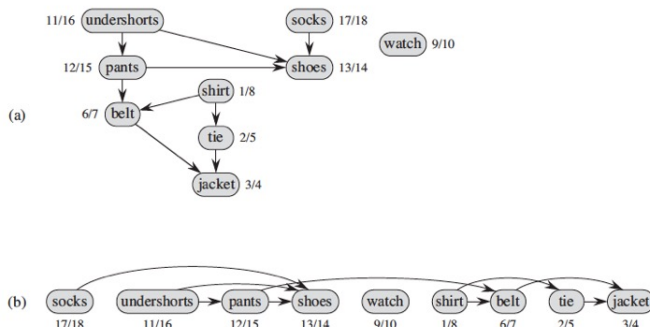 11/16 undershorts socks 17/18
watch 9/10
12/15 pants shoes 13/14
shirt 1/8
(a) 6/7 belt
tie 2/5
jacket 3/4
(b) socks undershorts pants shoes watch shirt belt tie jacket
17/18 11/16 12/15 13/14 9/10 1/8 6/7 2/5 3/4